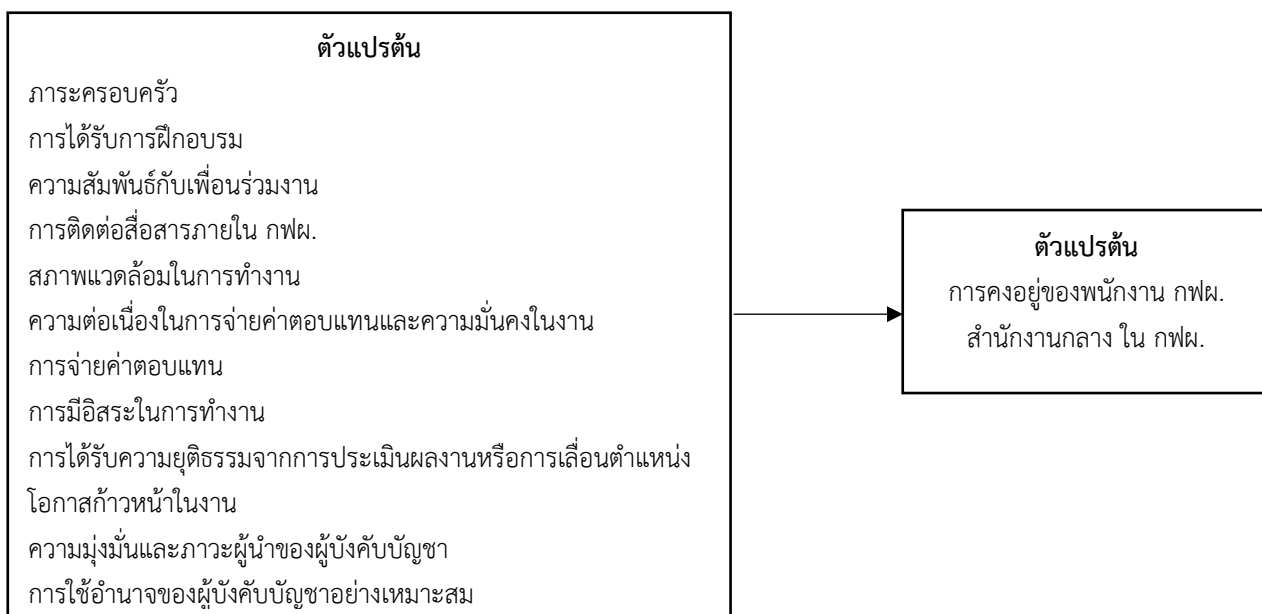 ตัวแปรต้น
ภาระครอบครัว
การได้รับการฝึกอบรม
ความสัมพันธ์กับเพื่อนร่วมงาน
การติดต่อสื่อสารภายใน กฟผ.
สภาพแวดล้อมในการทำงาน
ความต่อเนื่องในการจ่ายค่าตอบแทนและความมั่นคงในงาน
การจ่ายค่าตอบแทน
การมีอิสระในการทำงาน
การได้รับความยุติธรรมจากการประเมินผลงานหรือการเลื่อนตำแหน่ง
โอกาสก้าวหน้าในงาน
ความมุ่งมั่นและภาวะผู้นำของผู้บังคับบัญชา
การใช้อำนาจของผู้บังคับบัญชาอย่างเหมาะสม
ตัวแปรต้น
การคงอยู่ของพนักงาน กฟผ.
สำนักงานกลาง ใน กฟผ.